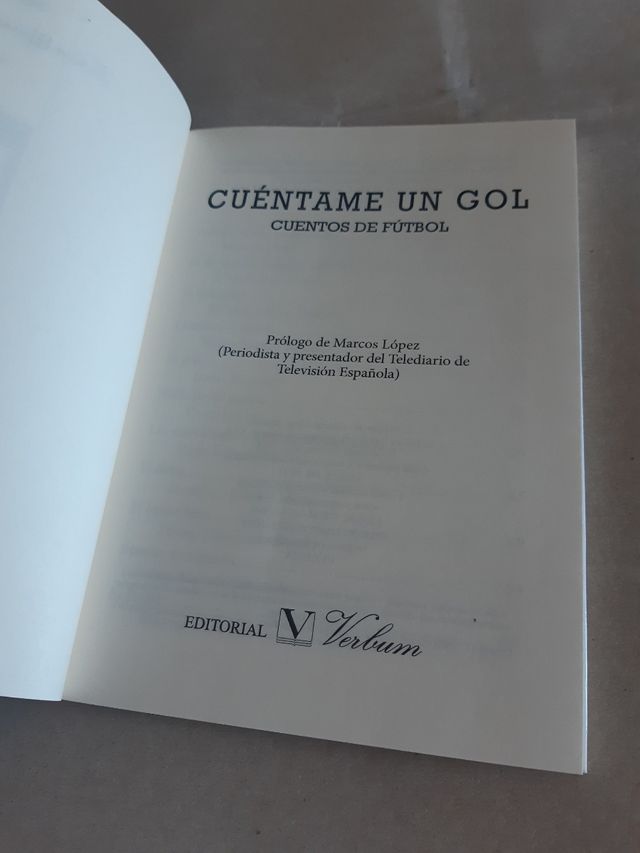 CUÉNTAME UN GOL
CUENTOS DE FÚTBOL
Prólogo de Marcos López
(Periodista y presentador del Telediario de
Televisión Española)
EDITORIAL V Verbum